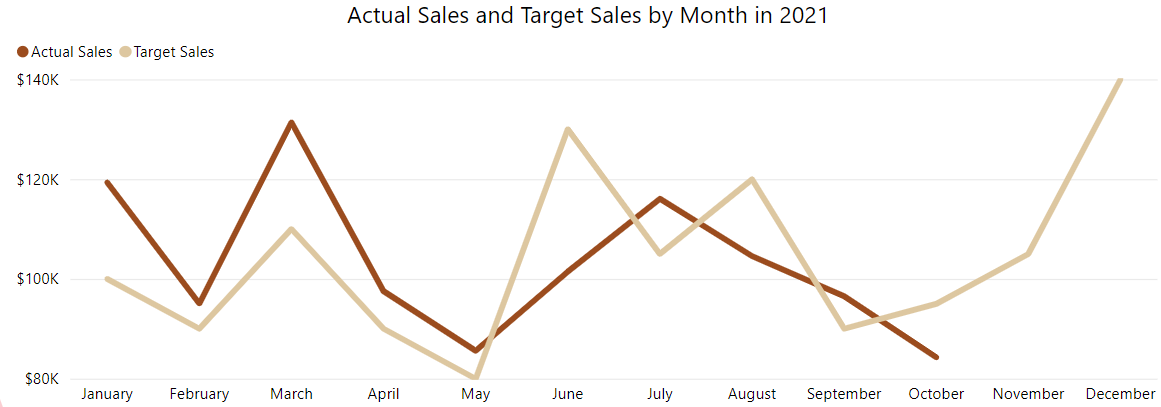 Actual Sales and Target Sales by Month in 2021
Actual Sales Target Sales
$140K
$120K
$100K
$80K
January February March April May June July August September October November December